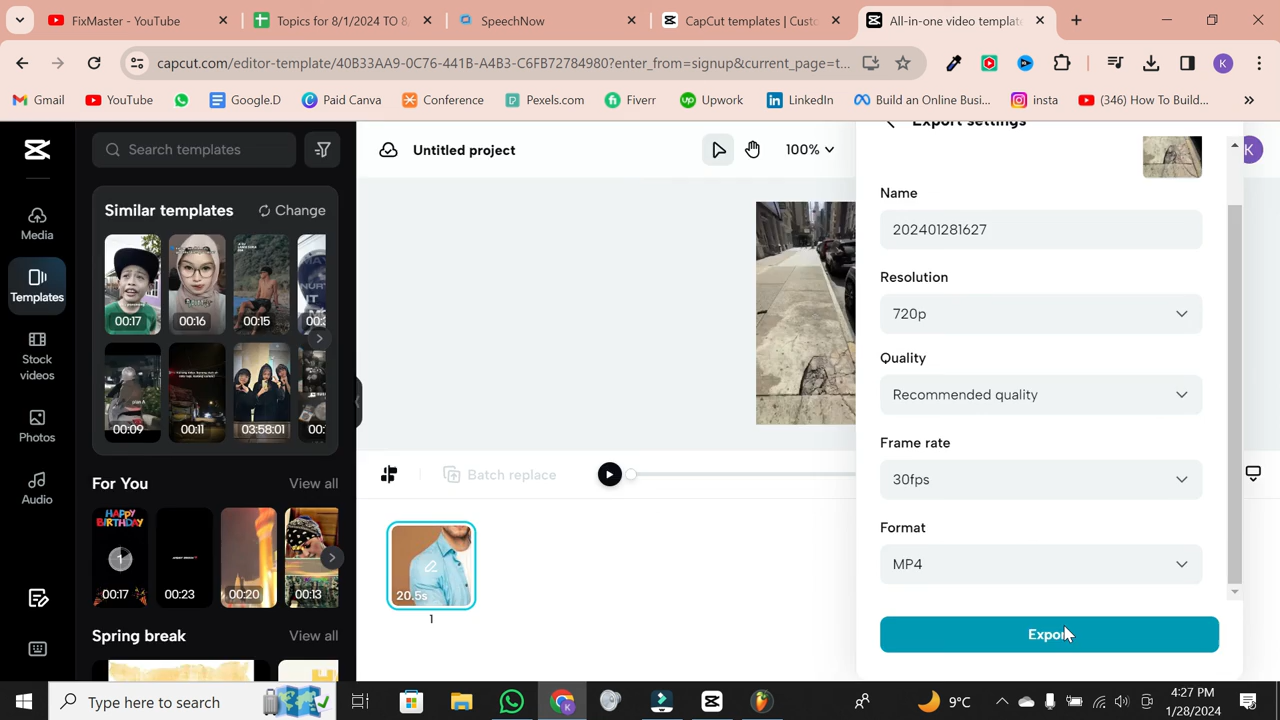 FixMaster - YouTube
Topics for 8/1/2024 TO 8/
SpeechNow
CapCut templates | Custo
All-in-one video template
capcut.com/editor-template/40B33AA9-0C76-441B-A4B3-C6FB72784980?enter_from=signup&current_page=t...
Gmail
YouTube
Google.D
Paid Canva
Conference
Pexels.com
Fiverr
Upwork
LinkedIn
Build an Online Busi...
insta
(346) How To Build...
Search templates
Untitled project
100%
Export settings
K
Media
Templates
Stock videos
Photos
Audio
Similar templates
Change
00:17
00:16
00:15
00:09
00:11
03:58:01
For You
View all
HAPPY BIRTHDAY
1
00:17
00:23
00:20
00:13
Spring break
View all
Batch replace
20.5s
1
Name
202401281627
Resolution
720p
Quality
Recommended quality
Frame rate
30fps
Format
MP4
Export
Type here to search
9°C
4:27 PM
1/28/2024